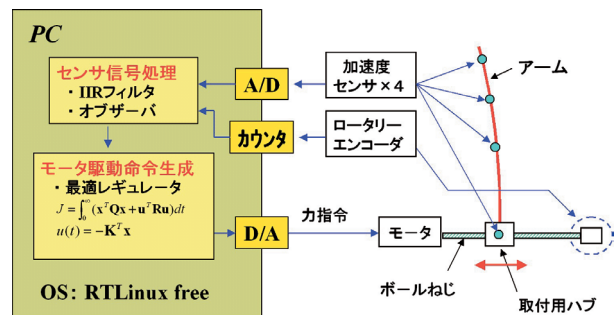 PC
センサ信号処理
・IIRフィルタ
・オブザーバ
A/D
カウンタ
加速度
センサ×４
ロータリー
エンコーダ
アーム
モータ駆動命令生成
・最適レギュレータ
J = ∫₀^∞ (x^T Qx + u^T Ru)dt
u(t) = −K^T x
D/A
力指令
モータ
ボールねじ
取付用ハブ
OS: RTLinux free